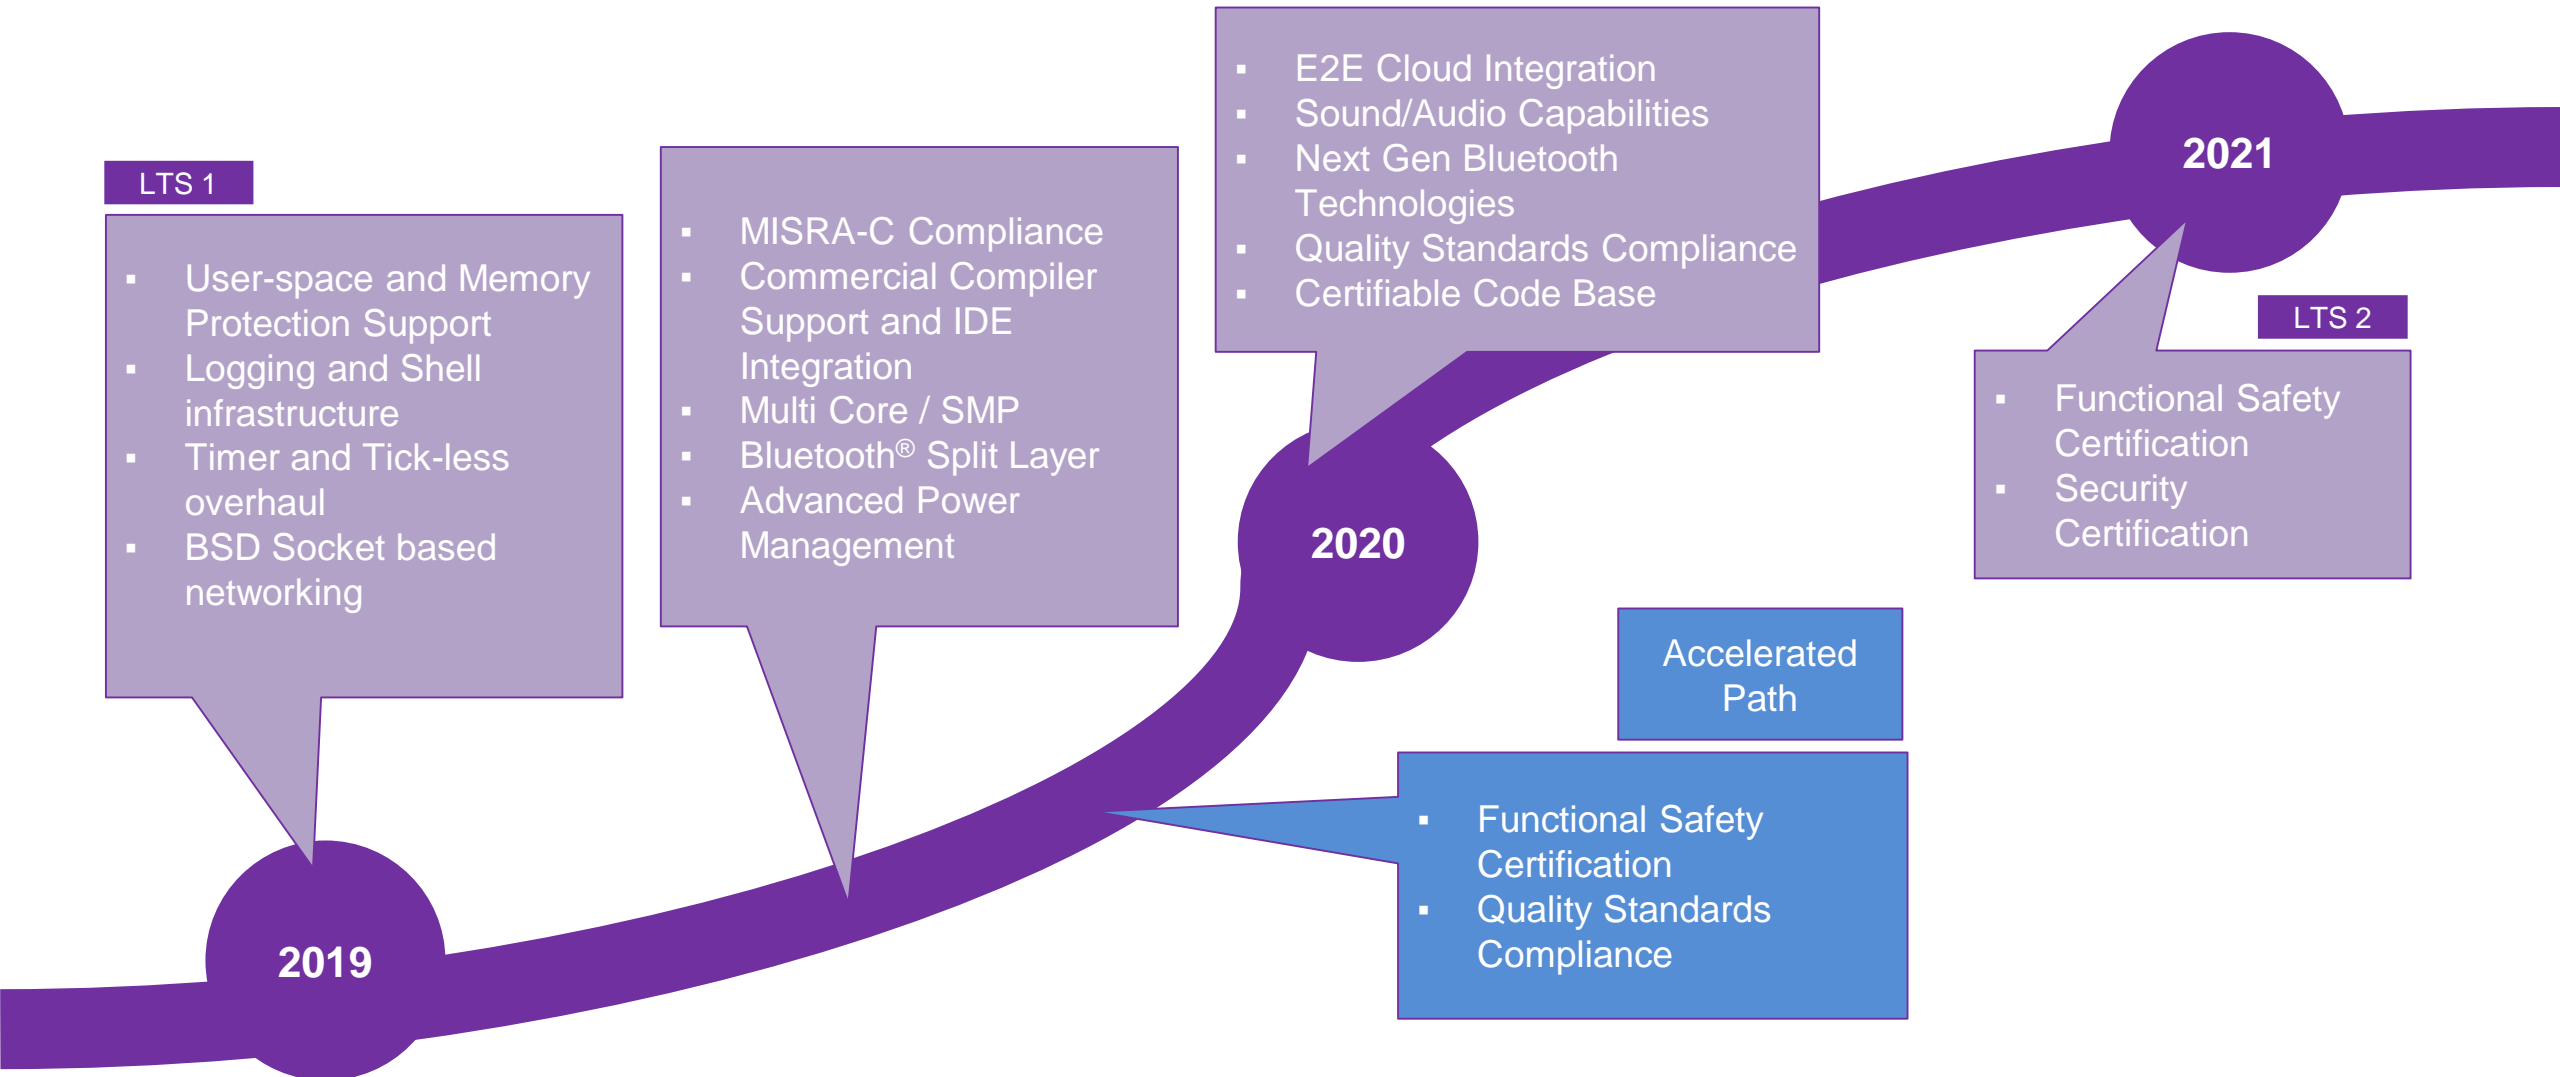 LTS 1
▪ User-space and Memory
Protection Support
▪ Logging and Shell
infrastructure
▪ Timer and Tick-less
overhaul
▪ BSD Socket based
networking
2019
▪ MISRA-C Compliance
▪ Commercial Compiler
Support and IDE
Integration
▪ Multi Core / SMP
▪ Bluetooth® Split Layer
▪ Advanced Power
Management
▪ E2E Cloud Integration
▪ Sound/Audio Capabilities
▪ Next Gen Bluetooth
Technologies
▪ Quality Standards Compliance
▪ Certifiable Code Base
2020
Accelerated
Path
▪ Functional Safety
Certification
▪ Quality Standards
Compliance
2021
LTS 2
▪ Functional Safety
Certification
▪ Security
Certification